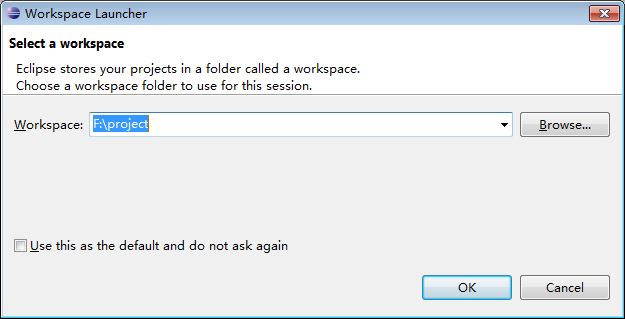 Workspace Launcher
Select a workspace
Eclipse stores your projects in a folder called a workspace.
Choose a workspace folder to use for this session.
Workspace: F:\project Browse...
Use this as the default and do not ask again
OK Cancel